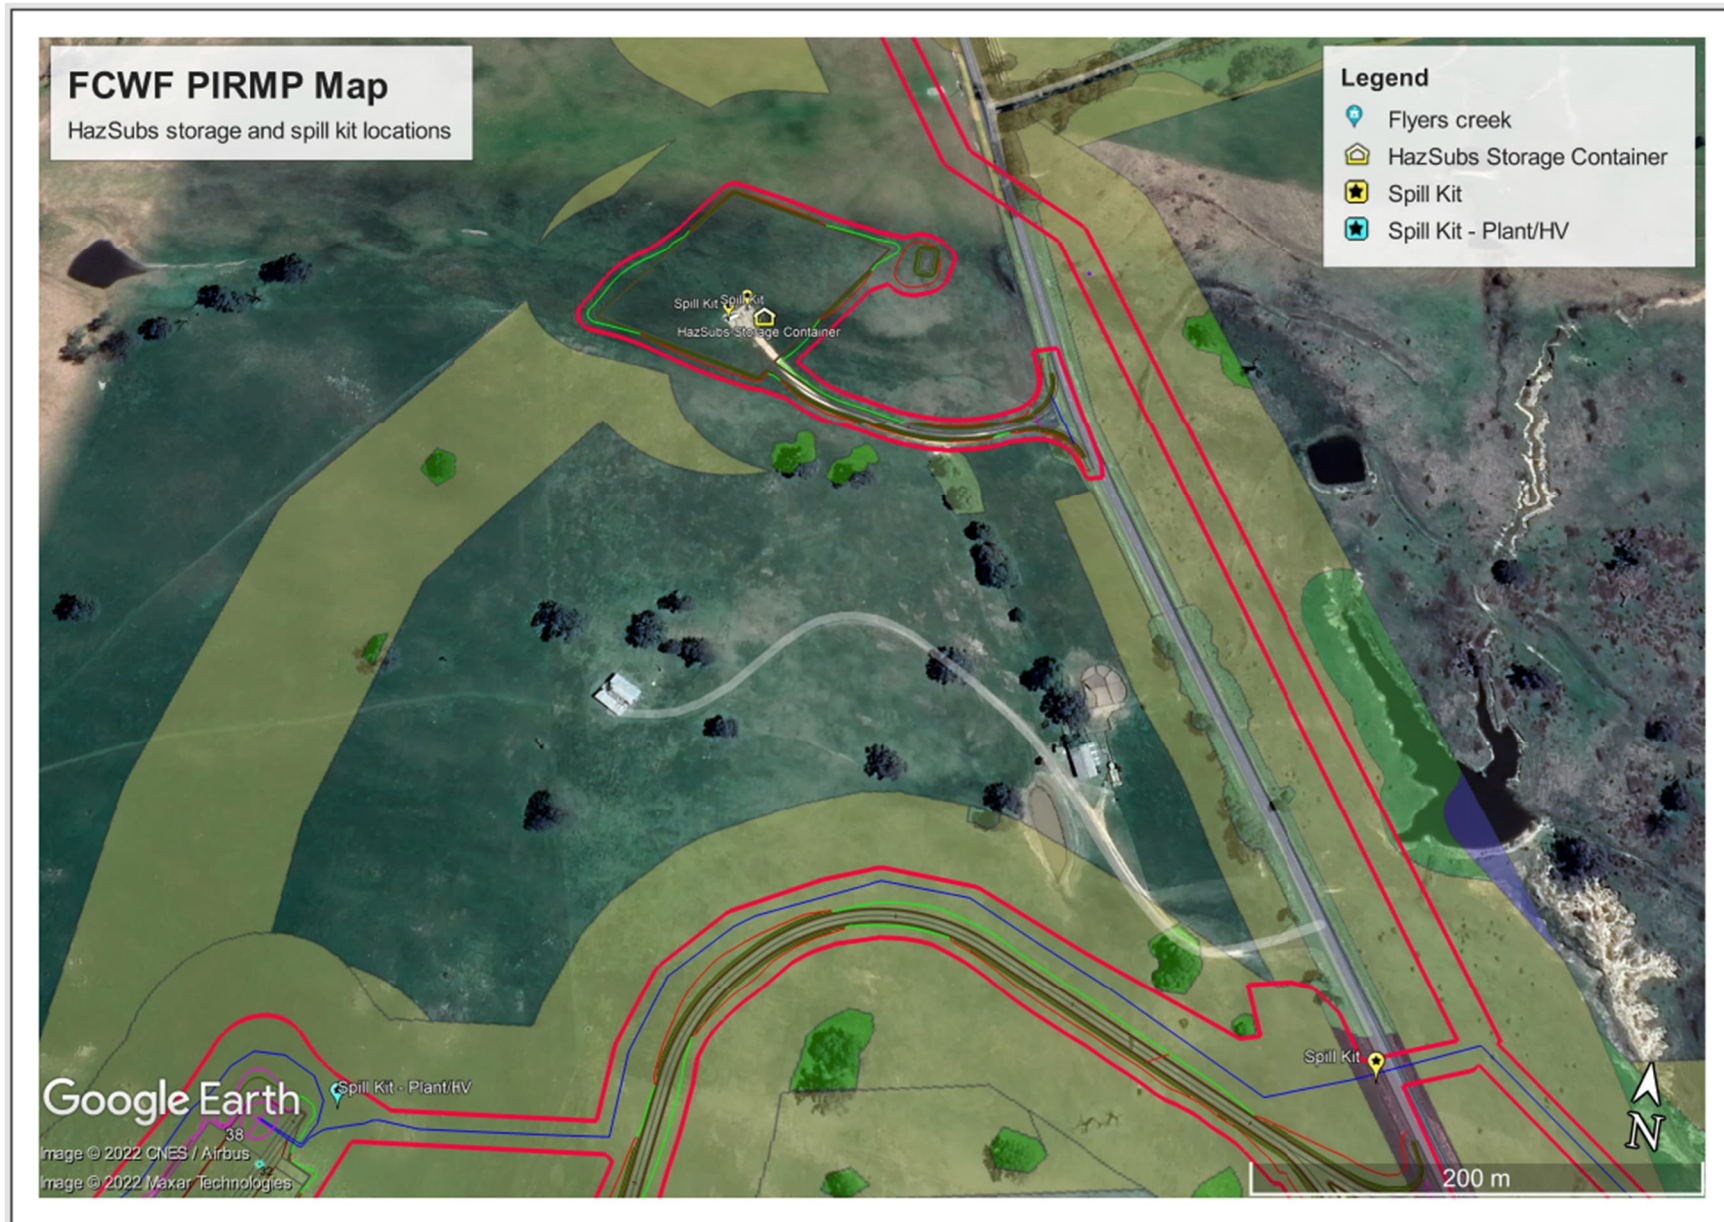 FCWF PIRMP Map
HazSubs storage and spill kit locations
Legend
Flyers creek
HazSubs Storage Container
Spill Kit
Spill Kit - Plant/HV
Spill Kit Spill Kit
HazSubs Storage Container
Spill Kit
Spill Kit - Plant/HV
Google Earth
38
Image © 2022 CNES / Airbus
32
Image © 2022 Maxar Technologies
N
200 m